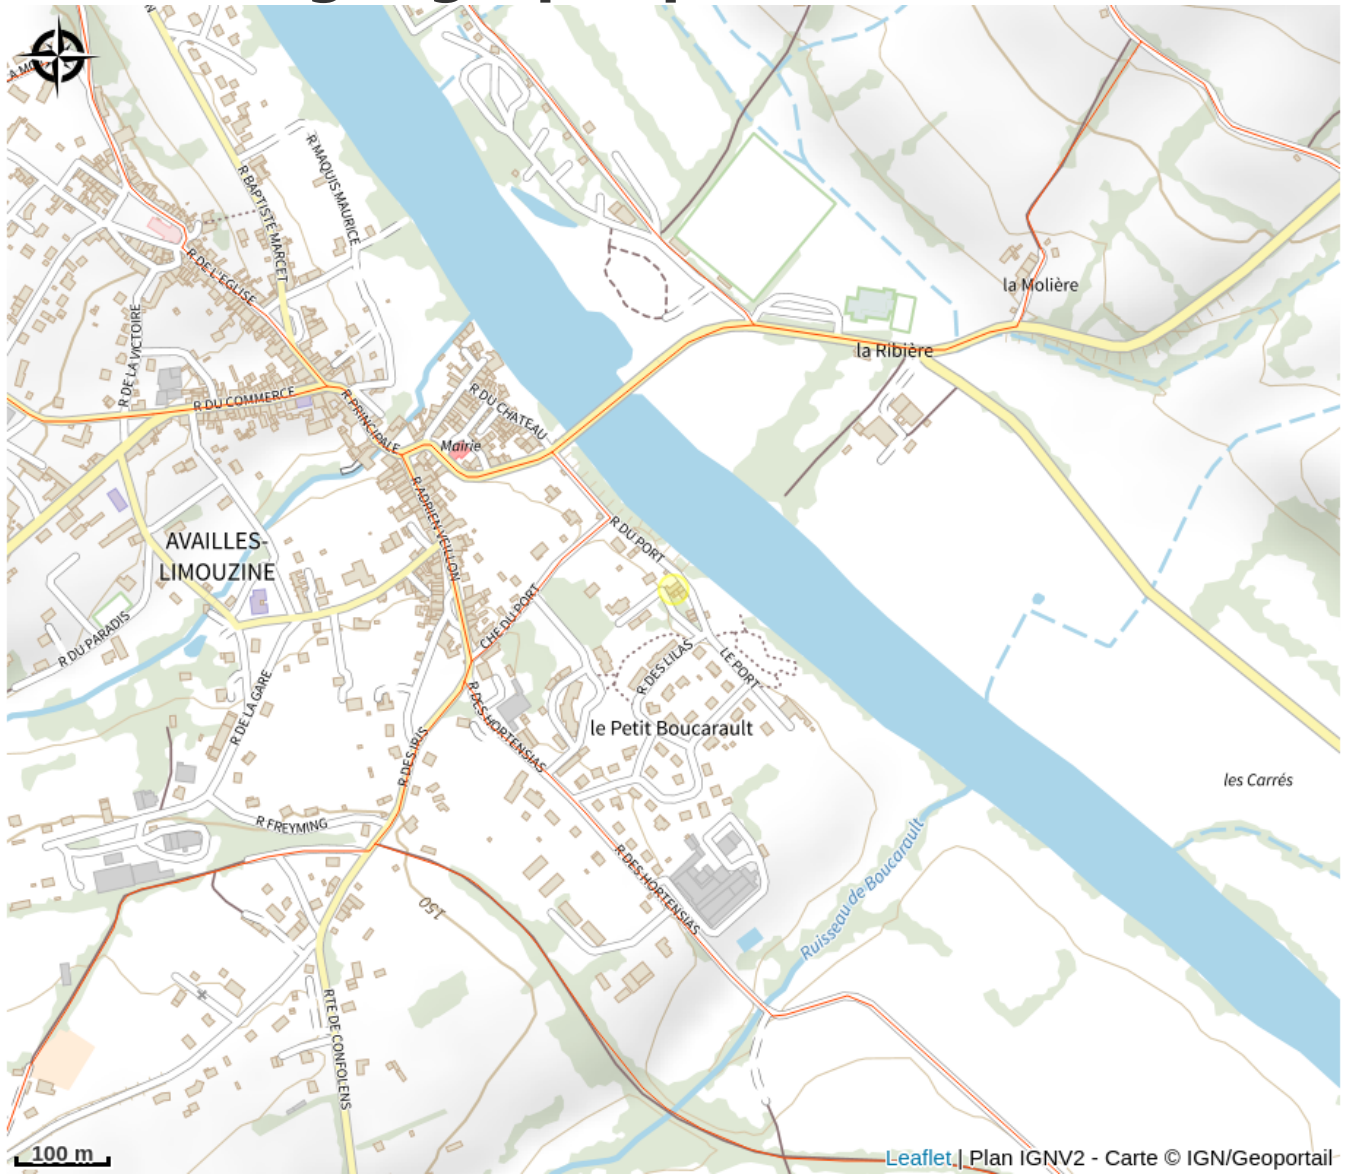 R MAQUIS MAURICE
R BAPTISTE MARCET
R DE L'EGLISE
la Molière
R DE LA VICTOIRE
la Ribière
R DU COMMERCE
R PRINCIPALE
R DU CHATEAU
Mairie
R ADRIEN VEILLON
R DU PORT
AVAILLES-
LIMOUZINE
CHE DU PORT
R DU PARADIS
R DES LILAS
LE PORT
R DE LA GARE
R DES HORTENSIAS
le Petit Boucarault
R DES IRIS
les Carrés
R FREYMING
Ruisseau de Boucarault
R DES HORTENSIAS
150
RTE DE CONFOLENS
100 m
Leaflet | Plan IGNV2 - Carte © IGN/Geoportail